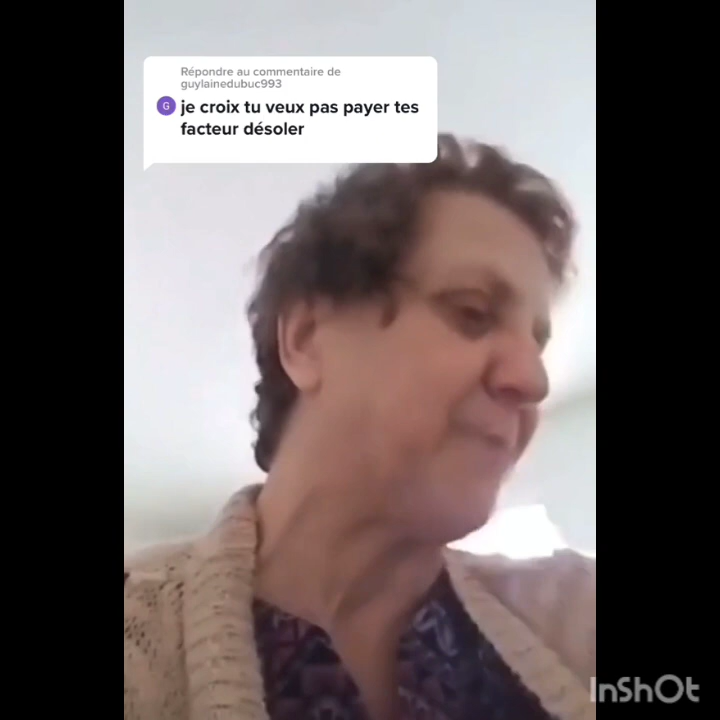 Répondre au commentaire de
guylainedubuc993
G
je croix tu veux pas payer tes
facteur désoler
InShOt